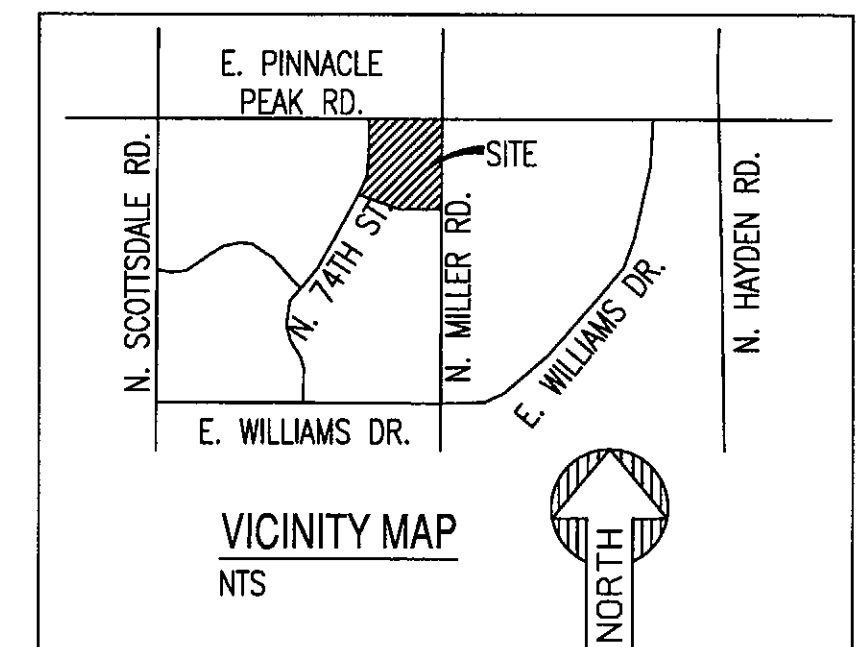 E. PINNACLE
PEAK RD.
SITE
N. SCOTTSDALE RD.
N. 74TH ST.
N. MILLER RD.
E. WILLIAMS DR.
N. HAYDEN RD.
E. WILLIAMS DR.
VICINITY MAP
NTS
NORTH